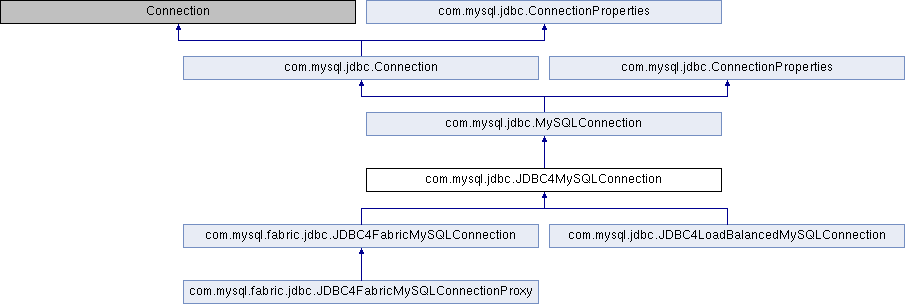 Connection
com.mysql.jdbc.ConnectionProperties
com.mysql.jdbc.Connection
com.mysql.jdbc.ConnectionProperties
com.mysql.jdbc.MySQLConnection
com.mysql.jdbc.JDBC4MySQLConnection
com.mysql.fabric.jdbc.JDBC4FabricMySQLConnection
com.mysql.jdbc.JDBC4LoadBalancedMySQLConnection
com.mysql.fabric.jdbc.JDBC4FabricMySQLConnectionProxy